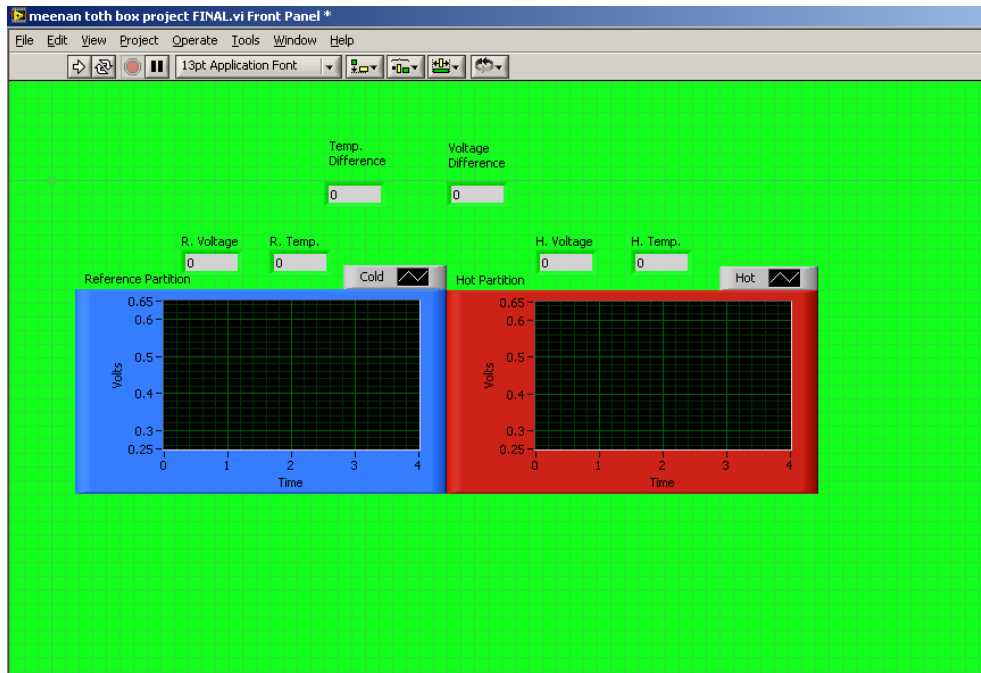 meenan toth box project FINAL.vi Front Panel *
File Edit View Project Operate Tools Window Help
13pt Application Font
Temp.
Difference
Voltage
Difference
0
0
R. Voltage R. Temp.
H. Voltage H. Temp.
0 0
0 0
Reference Partition
Cold
Hot Partition
Hot
0.65
0.6
0.5
0.4
0.3
0.25
Volts
0 1 2 3 4
Time
0.65
0.6
0.5
0.4
0.3
0.25
Volts
0 1 2 3 4
Time